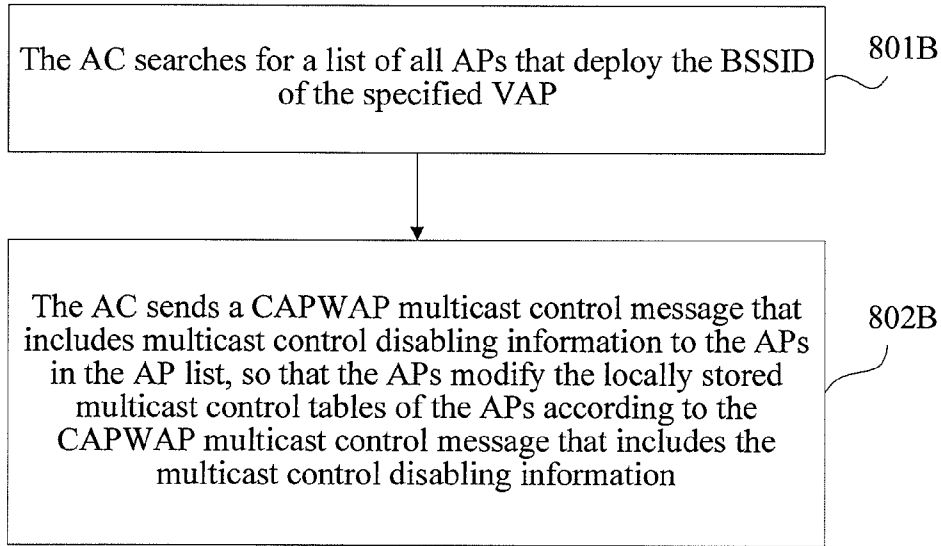 The AC searches for a list of all APs that deploy the BSSID
of the specified VAP
801B
The AC sends a CAPWAP multicast control message that
includes multicast control disabling information to the APs
in the AP list, so that the APs modify the locally stored
multicast control tables of the APs according to the
CAPWAP multicast control message that includes the
multicast control disabling information
802B